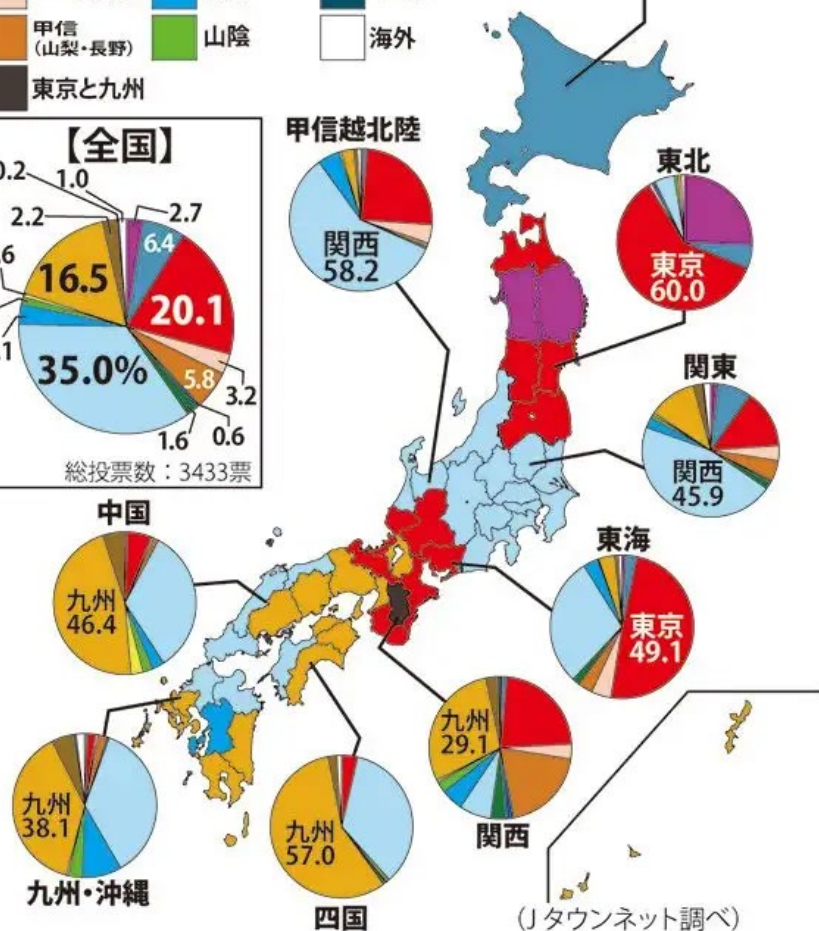 甲信
(山梨・長野)
山陰
海外
東京と九州
【全国】
0.2
1.0
2.7
2.2
6.4
.6
16.5
20.1
.1
35.0%
5.8
3.2
1.6
0.6
総投票数：3433票
甲信越北陸
関西
58.2
東北
東京
60.0
関東
関西
45.9
中国
九州
46.4
東海
東京
49.1
九州
29.1
関西
九州
38.1
九州・沖縄
九州
57.0
四国
（Jタウンネット調べ）